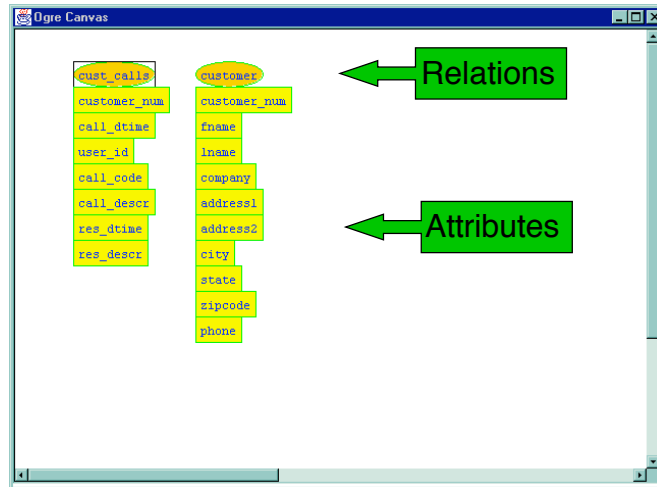 Ogre Canvas
cust_calls
customer_num
call_dtime
user_id
call_code
call_descr
res_dtime
res_descr
customer
customer_num
fname
lname
company
address1
address2
city
state
zipcode
phone
Relations
Attributes